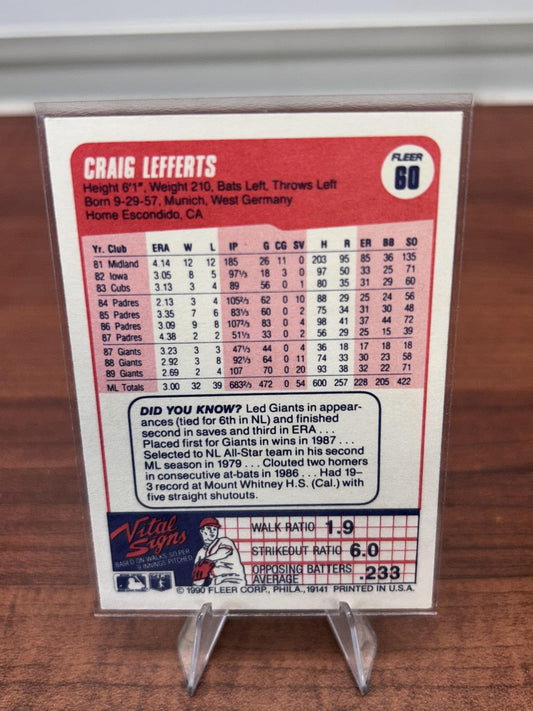 CRAIG LEFFERTS
FLEER
60
Height 6'1", Weight 210, Bats Left, Throws Left
Born 9-29-57, Munich, West Germany
Home Escondido, CA
Yr. Club ERA W L IP G CG SV H R ER BB SO
81 Midland 4.14 12 12 185 26 11 0 203 95 85 36 135
82 Iowa 3.05 8 5 97⅓ 18 3 0 97 50 33 25 71
83 Cubs 3.13 3 4 89 56 0 1 80 35 31 29 60
84 Padres 2.13 3 4 105⅔ 62 0 10 88 29 25 24 56
85 Padres 3.35 7 6 83⅓ 60 0 2 75 34 31 30 48
86 Padres 3.09 9 8 107⅔ 83 0 4 98 41 37 44 72
87 Padres 4.38 2 2 51⅓ 33 0 2 56 29 25 15 39
87 Giants 3.23 3 3 47⅓ 44 0 4 36 18 17 18 18
88 Giants 2.92 3 8 92⅓ 64 0 11 74 33 30 23 58
89 Giants 2.69 2 4 107 70 0 20 93 38 32 22 71
ML Totals 3.00 32 39 683⅔ 472 0 54 600 257 228 205 422
DID YOU KNOW? Led Giants in appear-
ances (tied for 6th in NL) and finished
second in saves and third in ERA . . .
Placed first for Giants in wins in 1987 . . .
Selected to NL All-Star team in his second
ML season in 1979 . . . Clouted two homers
in consecutive at-bats in 1986 . . . Had 19–
3 record at Mount Whitney H.S. (Cal.) with
five straight shutouts.
Vital
Signs
BASED ON WALKS-SO PER
9 INNINGS PITCHED
WALK RATIO 1.9
STRIKEOUT RATIO 6.0
OPPOSING BATTERS
AVERAGE .233
© 1990 FLEER CORP., PHILA., 19141 PRINTED IN U.S.A.